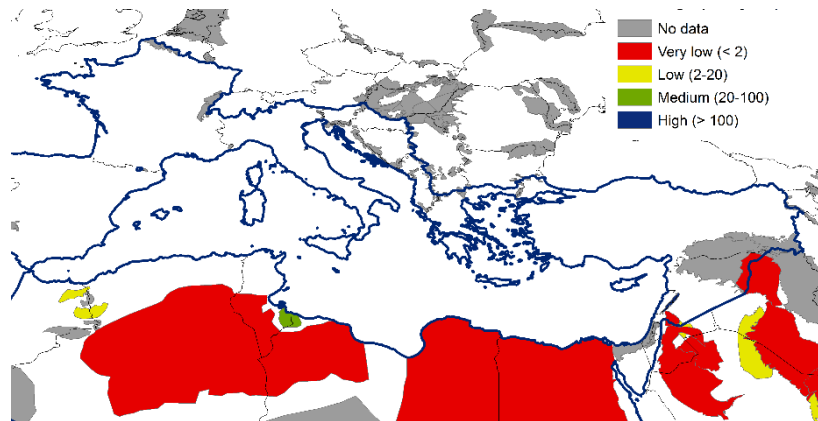 No data
Very low (< 2)
Low (2-20)
Medium (20-100)
High (> 100)